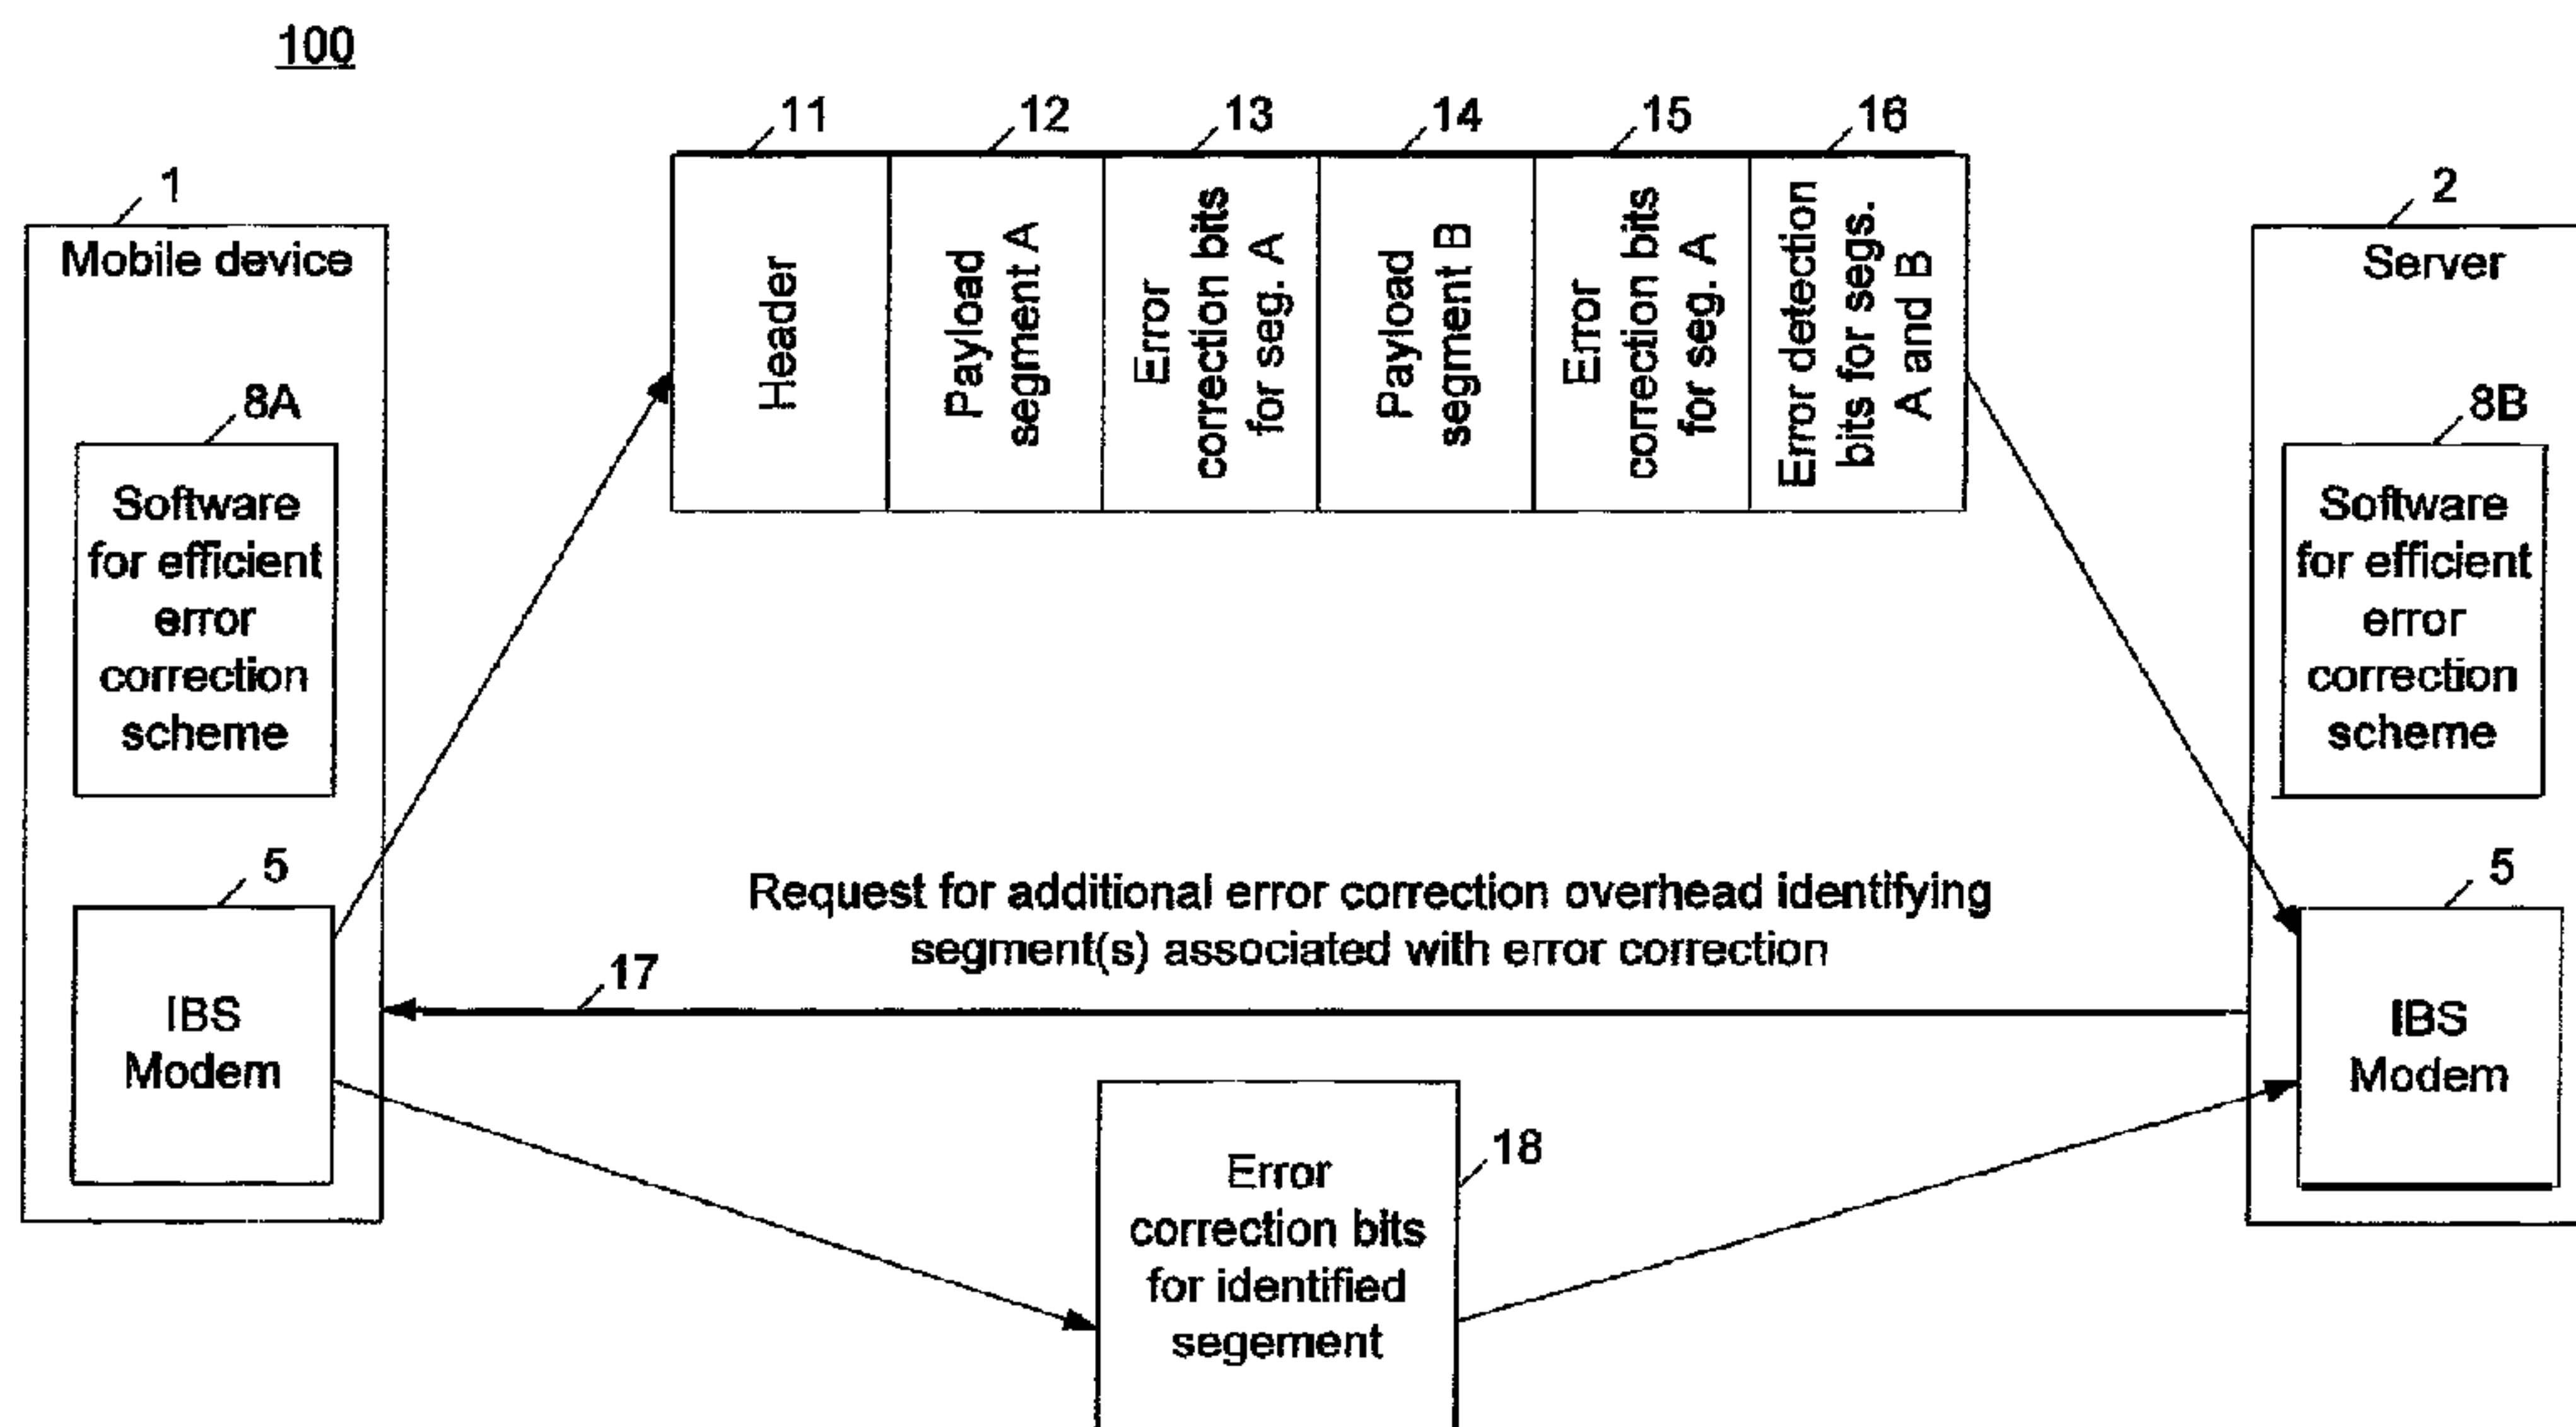 100
11
12
13
14
15
16
1
2
Mobile device
Server
Header
Payload
segment A
Error
correction bits
for seg. A
Payload
segment B
Error
correction bits
for seg. A
Error detection
bits for segs.
A and B
8A
Software
for efficient
error
correction
scheme
8B
Software
for efficient
error
correction
scheme
5
IBS
Modem
Request for additional error correction overhead identifying
segment(s) associated with error correction
17
5
IBS
Modem
18
Error
correction bits
for identified
segement